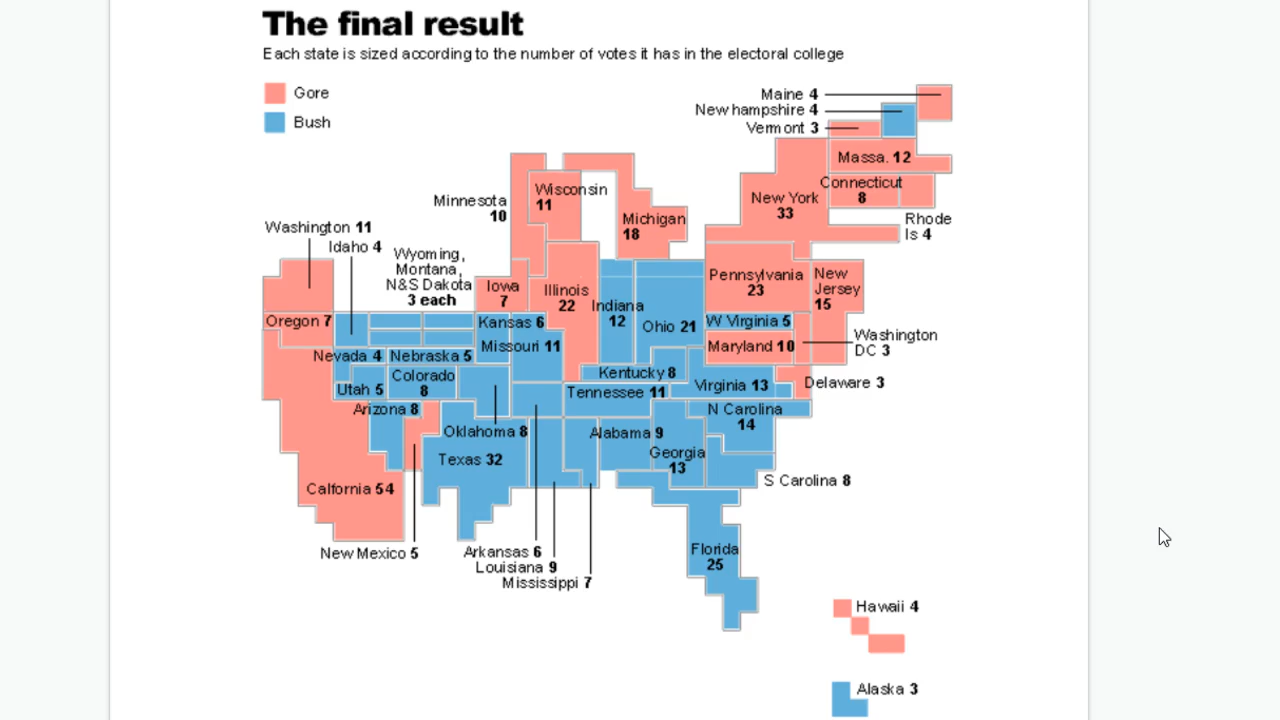 The final result
Each state is sized according to the number of votes it has in the electoral college
Gore
Bush
Maine 4
New hampshire 4
Vermont 3
Massa. 12
Connecticut
8
New York
33
Rhode
Is 4
Minnesota
10
Wisconsin
11
Michigan
18
Washington 11
Idaho 4
Wyoming,
Montana,
N&S Dakota
3 each
Iowa
7
Illinois
22
Indiana
12
Ohio 21
Pennsylvania
23
New
Jersey
15
Oregon 7
Kansas 6
W Virginia 5
Washington
DC 3
Missouri 11
Maryland 10
Nevada 4
Nebraska 5
Kentucky 8
Colorado
8
Utah 5
Tennessee 11
Virginia 13
Delaware 3
Arizona 8
N Carolina
14
Oklahoma 8
Alabama 9
Texas 32
Georgia
13
S Carolina 8
Calfornia 54
New Mexico 5
Arkansas 6
Louisiana 9
Mississippi 7
Florida
25
Hawaii 4
Alaska 3